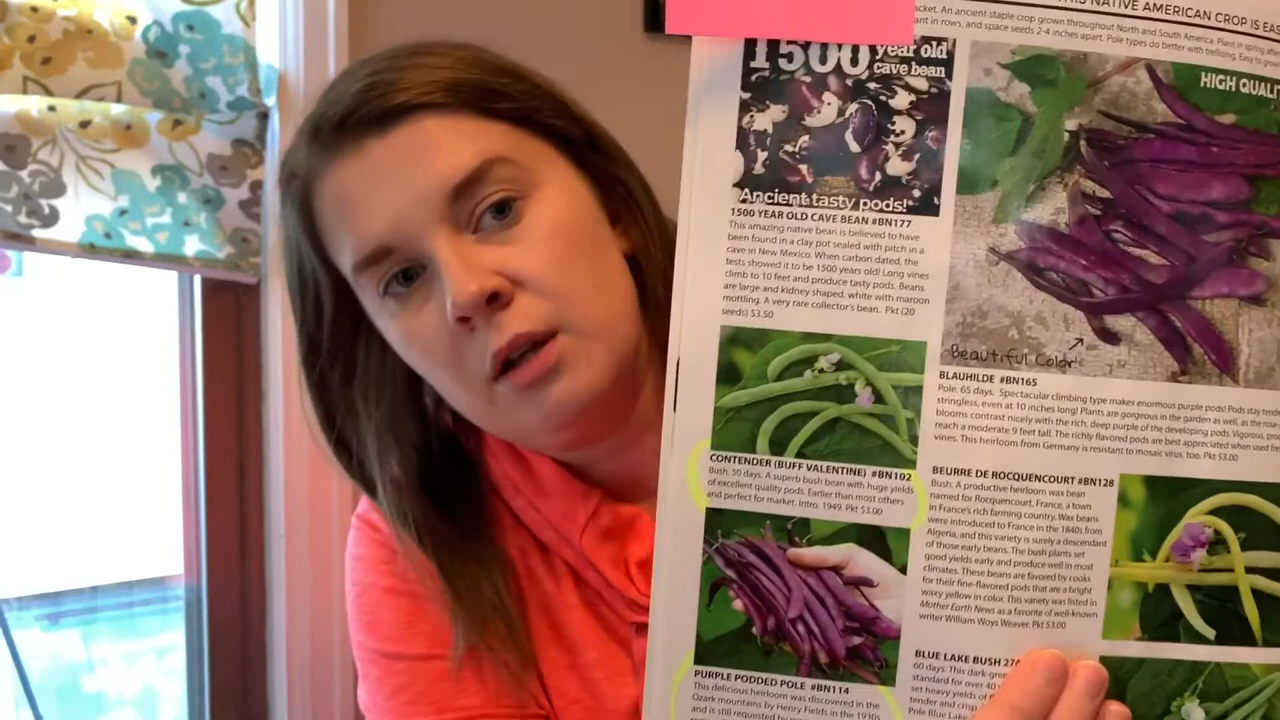 THIS NATIVE AMERICAN CROP IS EAS
acket. An ancient staple crop grown throughout North and South America. Plant in spring after
ant in rows, and space seeds 2-4 inches apart. Pole types do better with trellising. Easy to grow
1500 year old
cave bean
Ancient tasty pods!
1500 YEAR OLD CAVE BEAN #BN177
This amazing native bean is believed to have
been found in a clay pot sealed with pitch in a
cave in New Mexico. When carbon dated, the
tests showed it to be 1500 years old! Long vines
climb to 10 feet and produce tasty pods. Beans
are large and kidney shaped, white with maroon
mottling. A very rare collector's bean. Pkt (20
seeds) $3.50
CONTENDER (BUFF VALENTINE) #BN102
Bush. 50 days. A superb bush bean with huge yields
of excellent quality pods. Earlier than most others
and perfect for market. Intro. 1949. Pkt $3.00
PURPLE PODDED POLE #BN114
This delicious heirloom was discovered in the
Ozark mountains by Henry Fields in the 1930s
and is still requested by
HIGH QUALI
Beautiful Color!
BLAUHILDE #BN165
Pole. 65 days. Spectacular climbing type makes enormous purple pods! Pods stay tend
stringless, even at 10 inches long! Plants are gorgeous in the garden as well, as the rose-
blooms contrast nicely with the rich, deep purple of the developing pods. Vigorous, pro
reach a moderate 9 feet tall. The richly flavored pods are best appreciated when used fre
vines. This heirloom from Germany is resistant to mosaic virus, too. Pkt $3.00
BEURRE DE ROCQUENCOURT #BN128
Bush. A productive heirloom wax bean
named for Rocquencourt, France, a town
in France's rich farming country. Wax beans
were introduced to France in the 1840s from
Algeria, and this variety is surely a descendant
of those early beans. The bush plants set
good yields early and produce well in most
climates. These beans are favored by cooks
for their fine-flavored pods that are a bright
waxy yellow in color. This variety was listed in
Mother Earth News as a favorite of well-known
writer William Woys Weaver. Pkt $3.00
BLUE LAKE BUSH 274
60 days. This dark-gree
standard for over 40
set heavy yields of
tender and crisp
Pole Blue Lake